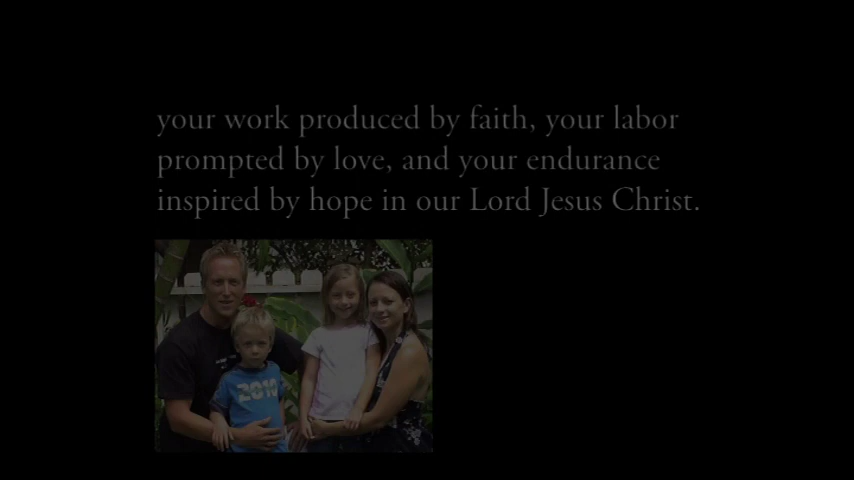 your work produced by faith, your labor
prompted by love, and your endurance
inspired by hope in our Lord Jesus Christ.
2010